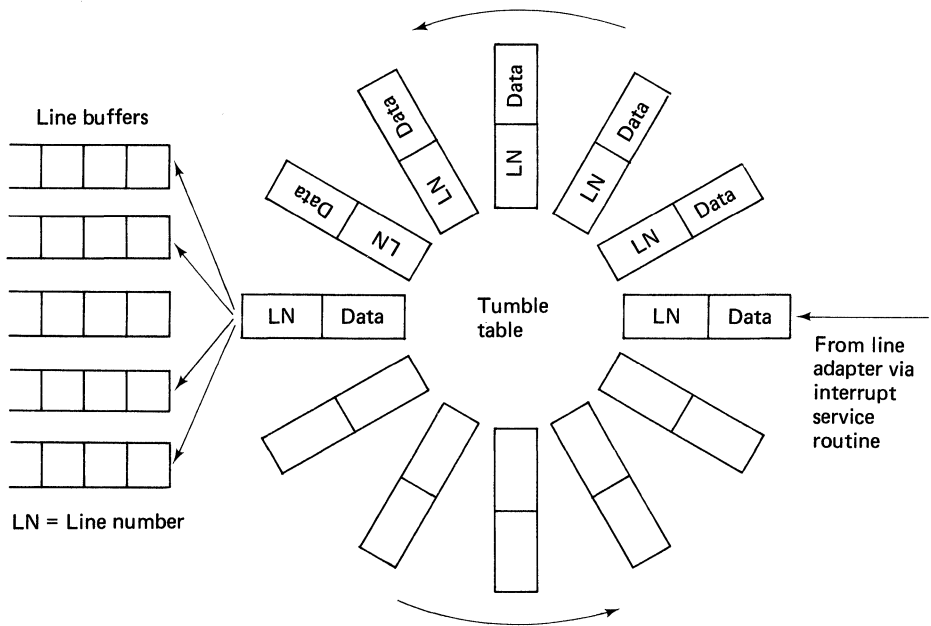 Line buffers
Data
LN
Data
LN
Data
LN
Data
LN
Data
LN
LN Data
Tumble
table
LN Data
From line
adapter via
interrupt
service
routine
LN = Line number